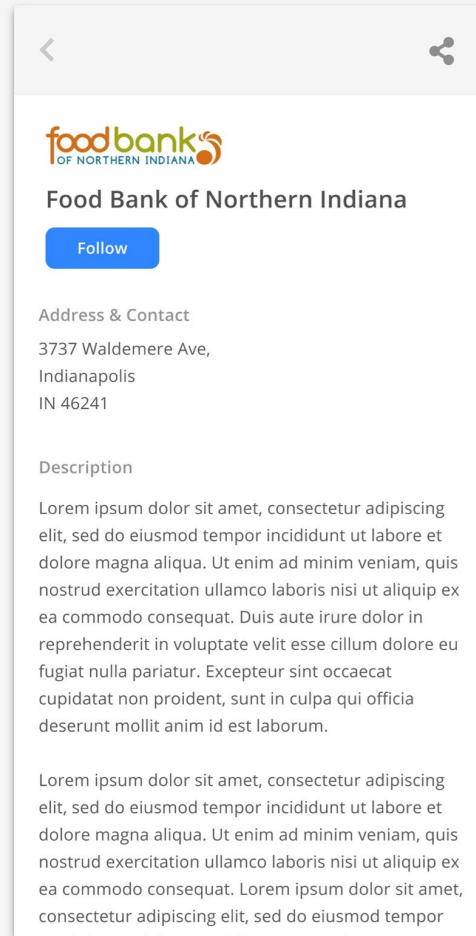 foodbank
OF NORTHERN INDIANA
Food Bank of Northern Indiana
Follow
Address & Contact
3737 Waldemere Ave,
Indianapolis
IN 46241
Description
Lorem ipsum dolor sit amet, consectetur adipiscing
elit, sed do eiusmod tempor incididunt ut labore et
dolore magna aliqua. Ut enim ad minim veniam, quis
nostrud exercitation ullamco laboris nisi ut aliquip ex
ea commodo consequat. Duis aute irure dolor in
reprehenderit in voluptate velit esse cillum dolore eu
fugiat nulla pariatur. Excepteur sint occaecat
cupidatat non proident, sunt in culpa qui officia
deserunt mollit anim id est laborum.
Lorem ipsum dolor sit amet, consectetur adipiscing
elit, sed do eiusmod tempor incididunt ut labore et
dolore magna aliqua. Ut enim ad minim veniam, quis
nostrud exercitation ullamco laboris nisi ut aliquip ex
ea commodo consequat. Lorem ipsum dolor sit amet,
consectetur adipiscing elit, sed do eiusmod tempor